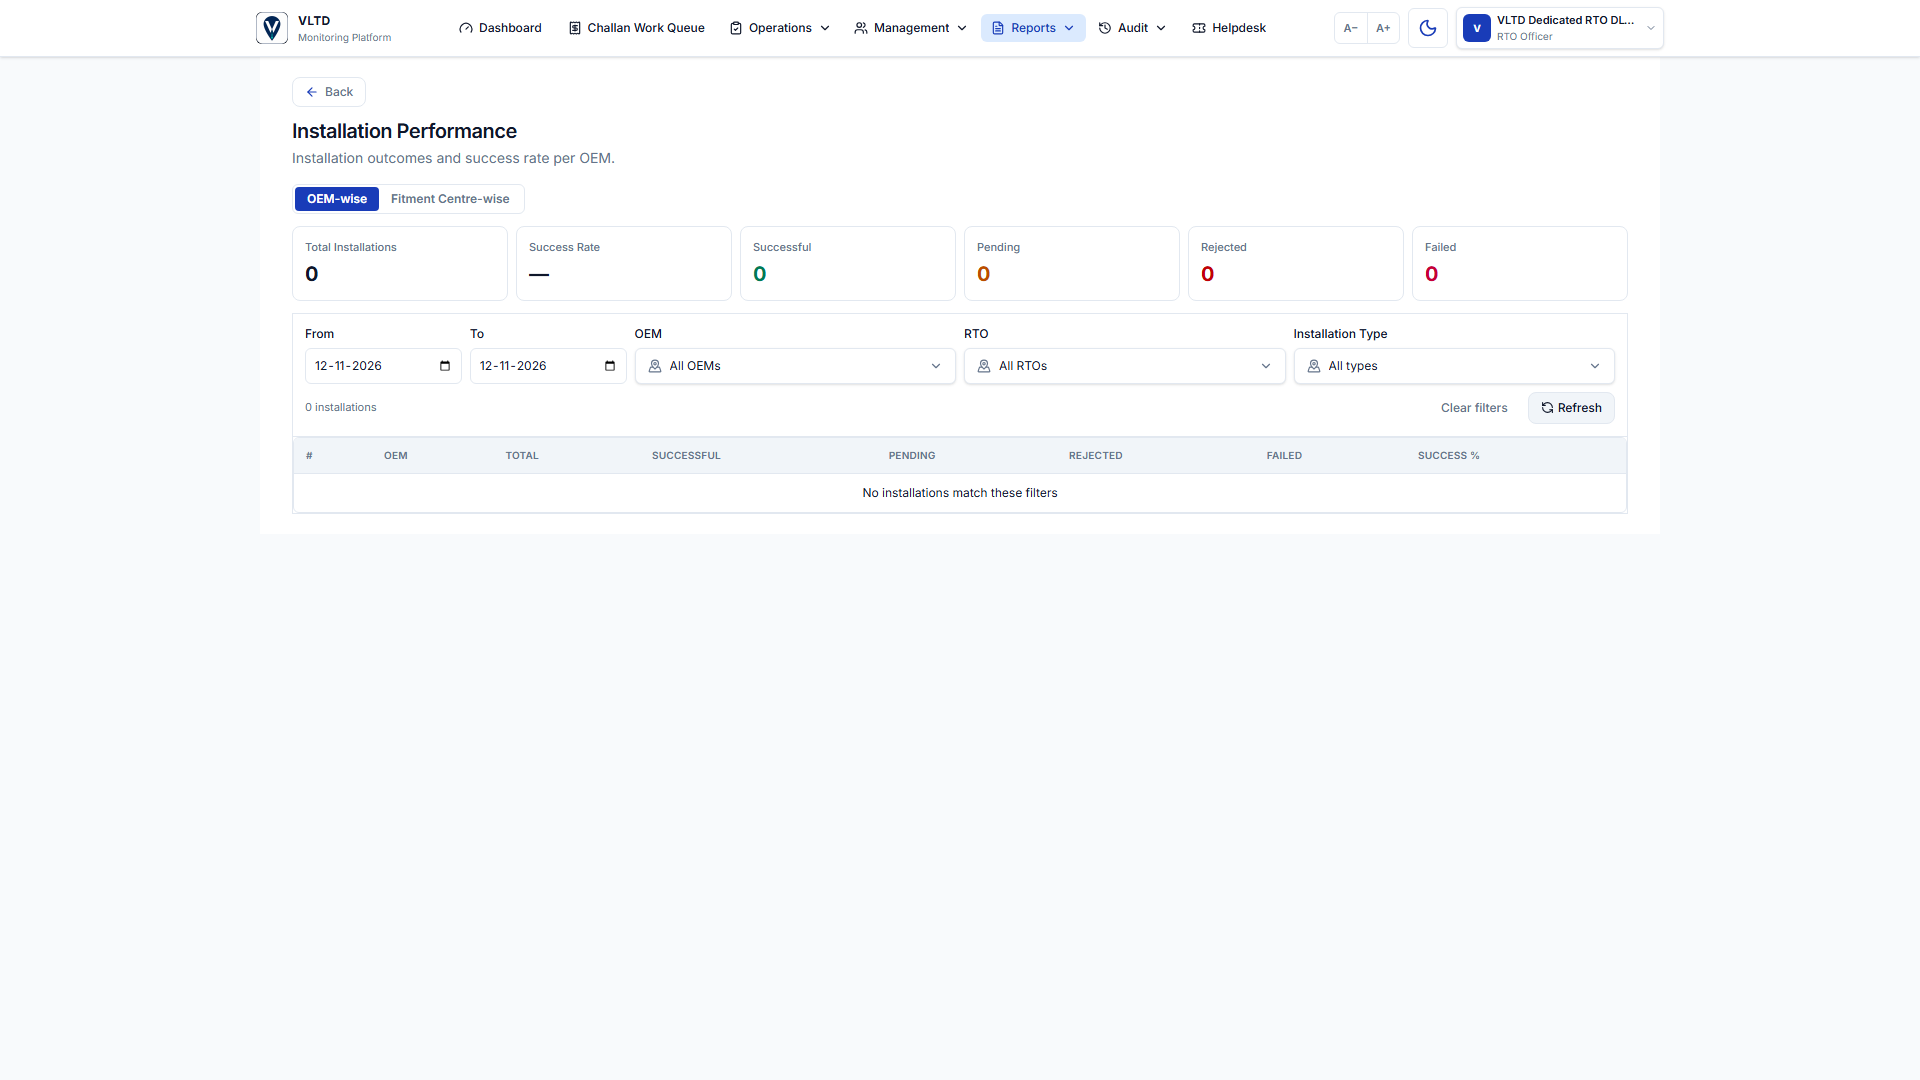 VLTD
Monitoring Platform
Dashboard
Challan Work Queue
Operations
Management
Reports
Audit
Helpdesk
A-
A+
V
VLTD Dedicated RTO DL...
RTO Officer
Back
Installation Performance
Installation outcomes and success rate per OEM.
OEM-wise
Fitment Centre-wise
Total Installations
0
Success Rate
—
Successful
0
Pending
0
Rejected
0
Failed
0
From
12-11-2026
To
12-11-2026
OEM
All OEMs
RTO
All RTOs
Installation Type
All types
0 installations
Clear filters
Refresh
# OEM TOTAL SUCCESSFUL PENDING REJECTED FAILED SUCCESS %
No installations match these filters